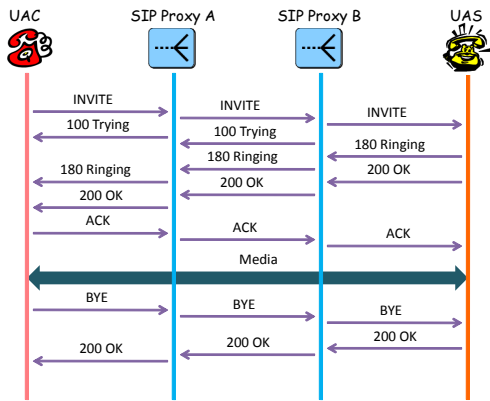 UAC SIP Proxy A SIP Proxy B UAS
INVITE
INVITE
INVITE
100 Trying
100 Trying
180 Ringing
180 Ringing
180 Ringing
200 OK
200 OK
200 OK
ACK
ACK
ACK
Media
BYE
BYE
BYE
200 OK
200 OK
200 OK